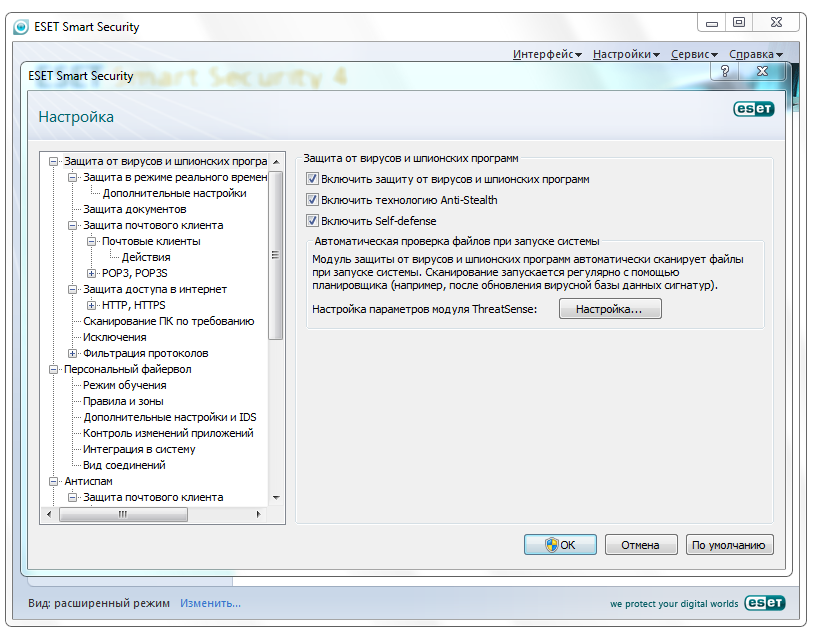 ESET Smart Security
Интерфейс Настройки Сервис Справка
ESET Smart Security 4
ESET Smart Security
?
Настройка
eset
Защита от вирусов и шпионских програ
Защита в режиме реального времен
Дополнительные настройки
Защита документов
Защита почтового клиента
Почтовые клиенты
Действия
POP3, POP3S
Защита доступа в интернет
HTTP, HTTPS
Сканирование ПК по требованию
Исключения
Фильтрация протоколов
Персональный файервол
Режим обучения
Правила и зоны
Дополнительные настройки и IDS
Контроль изменений приложений
Интеграция в систему
Вид соединений
Антиспам
Защита почтового клиента
Защита от вирусов и шпионских программ
Включить защиту от вирусов и шпионских программ
Включить технологию Anti-Stealth
Включить Self-defense
Автоматическая проверка файлов при запуске системы
Модуль защиты от вирусов и шпионских программ автоматически сканирует файлы
при запуске системы. Сканирование запускается регулярно с помощью
планировщика (например, после обновления вирусной базы данных сигнатур).
Настройка параметров модуля ThreatSense: Настройка...
OK Отмена По умолчанию
Вид: расширенный режим Изменить...
we protect your digital worlds eset